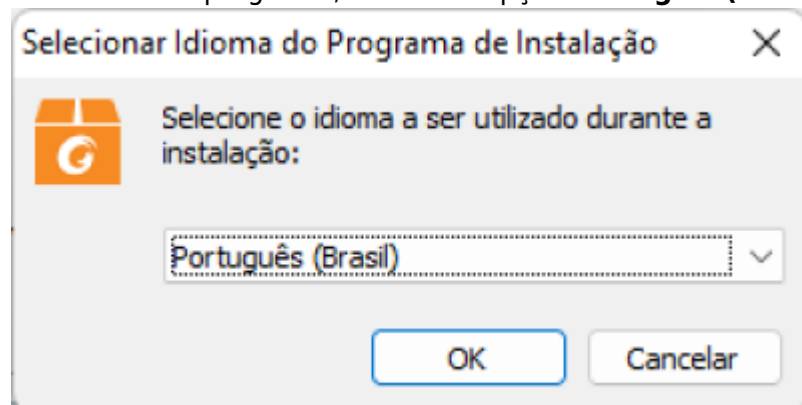 Selecionar Idioma do Programa de Instalação
Selecione o idioma a ser utilizado durante a
instalação:
Português (Brasil)
OK Cancelar